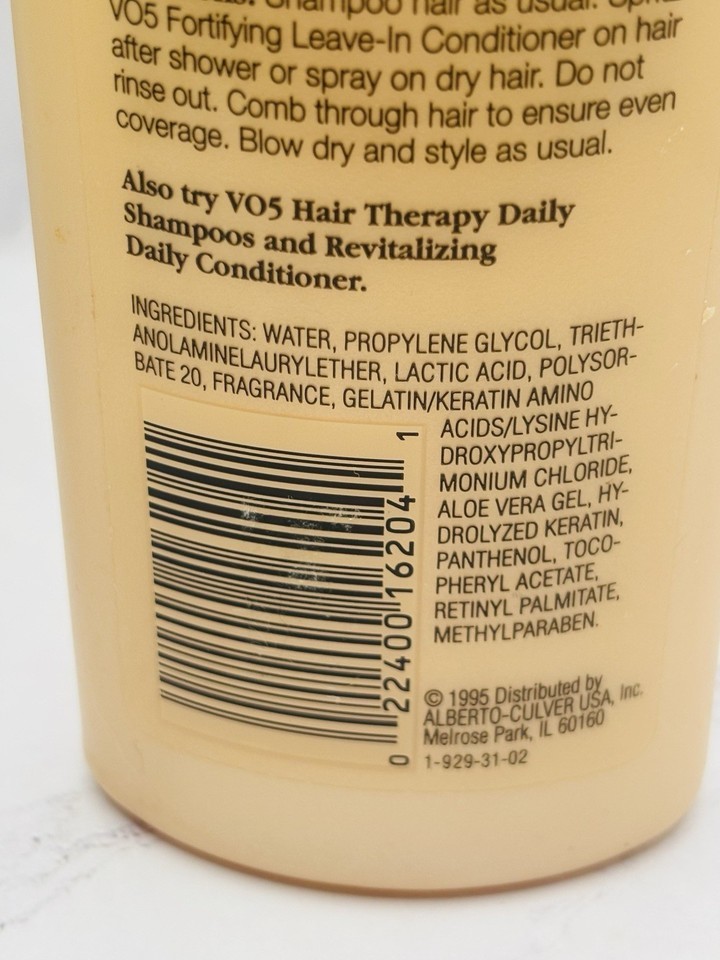 Shampoo hair as usual.
VO5 Fortifying Leave-In Conditioner on hair
after shower or spray on dry hair. Do not
rinse out. Comb through hair to ensure even
coverage. Blow dry and style as usual.
Also try VO5 Hair Therapy Daily
Shampoos and Revitalizing
Daily Conditioner.
INGREDIENTS: WATER, PROPYLENE GLYCOL, TRIETH-
ANOLAMINELAURYLETHER, LACTIC ACID, POLYSOR-
BATE 20, FRAGRANCE, GELATIN/KERATIN AMINO
ACIDS/LYSINE HY-
DROXYPROPYLTRI-
MONIUM CHLORIDE,
ALOE VERA GEL, HY-
DROLYZED KERATIN,
PANTHENOL, TOCO-
PHERYL ACETATE,
RETINYL PALMITATE,
METHYLPARABEN.
0 22400 16204 1
© 1995 Distributed by
ALBERTO-CULVER USA, Inc.
Melrose Park, IL 60160
1-929-31-02